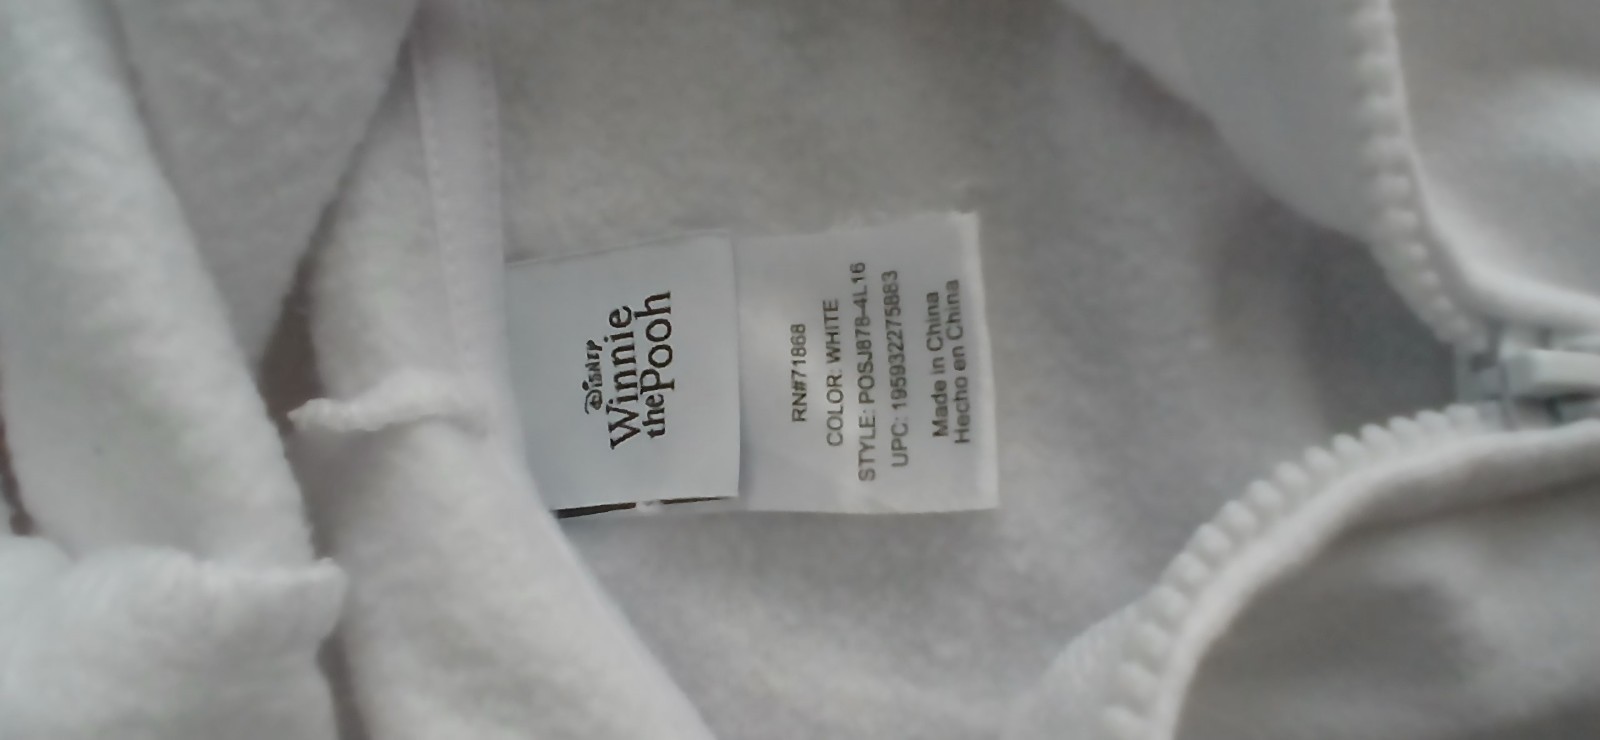 Disney
Winnie
the Pooh
RN#71868
COLOR: WHITE
STYLE: POSJ878-4L16
UPC: 195932275883
Made in China
Hecho en China